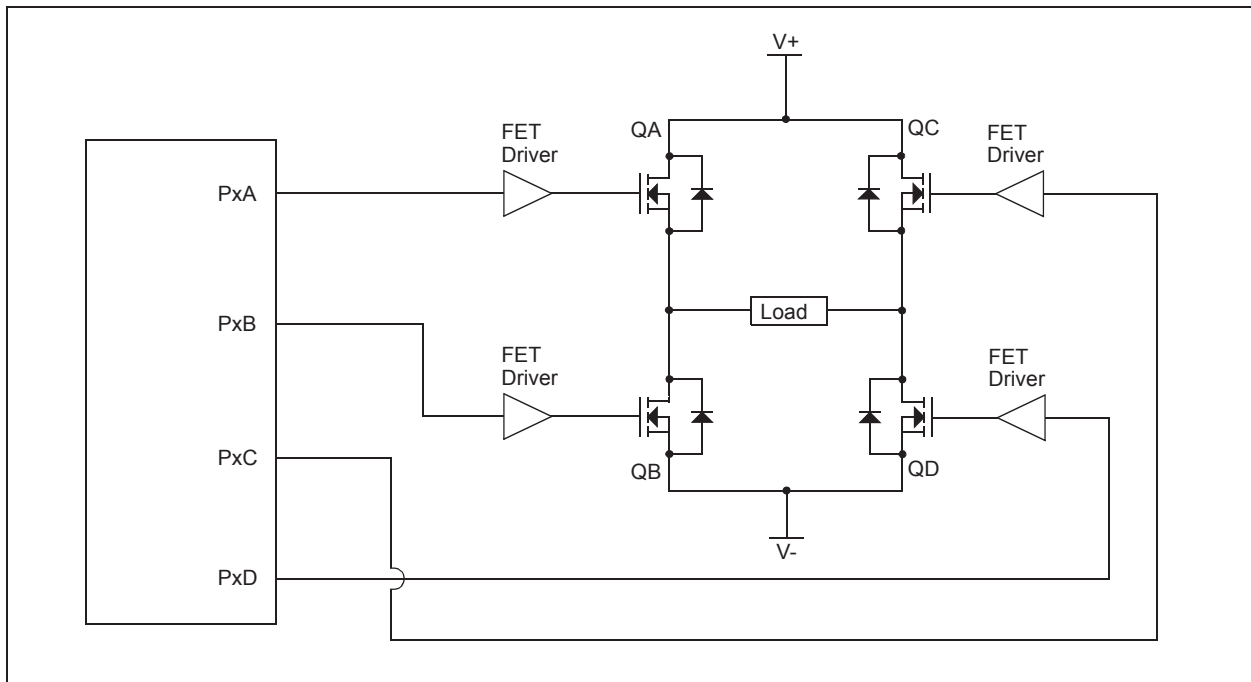 V+
QA
FET
Driver
QC
FET
Driver
PxA
PxB
Load
FET
Driver
FET
Driver
PxC
QB
QD
V-
PxD